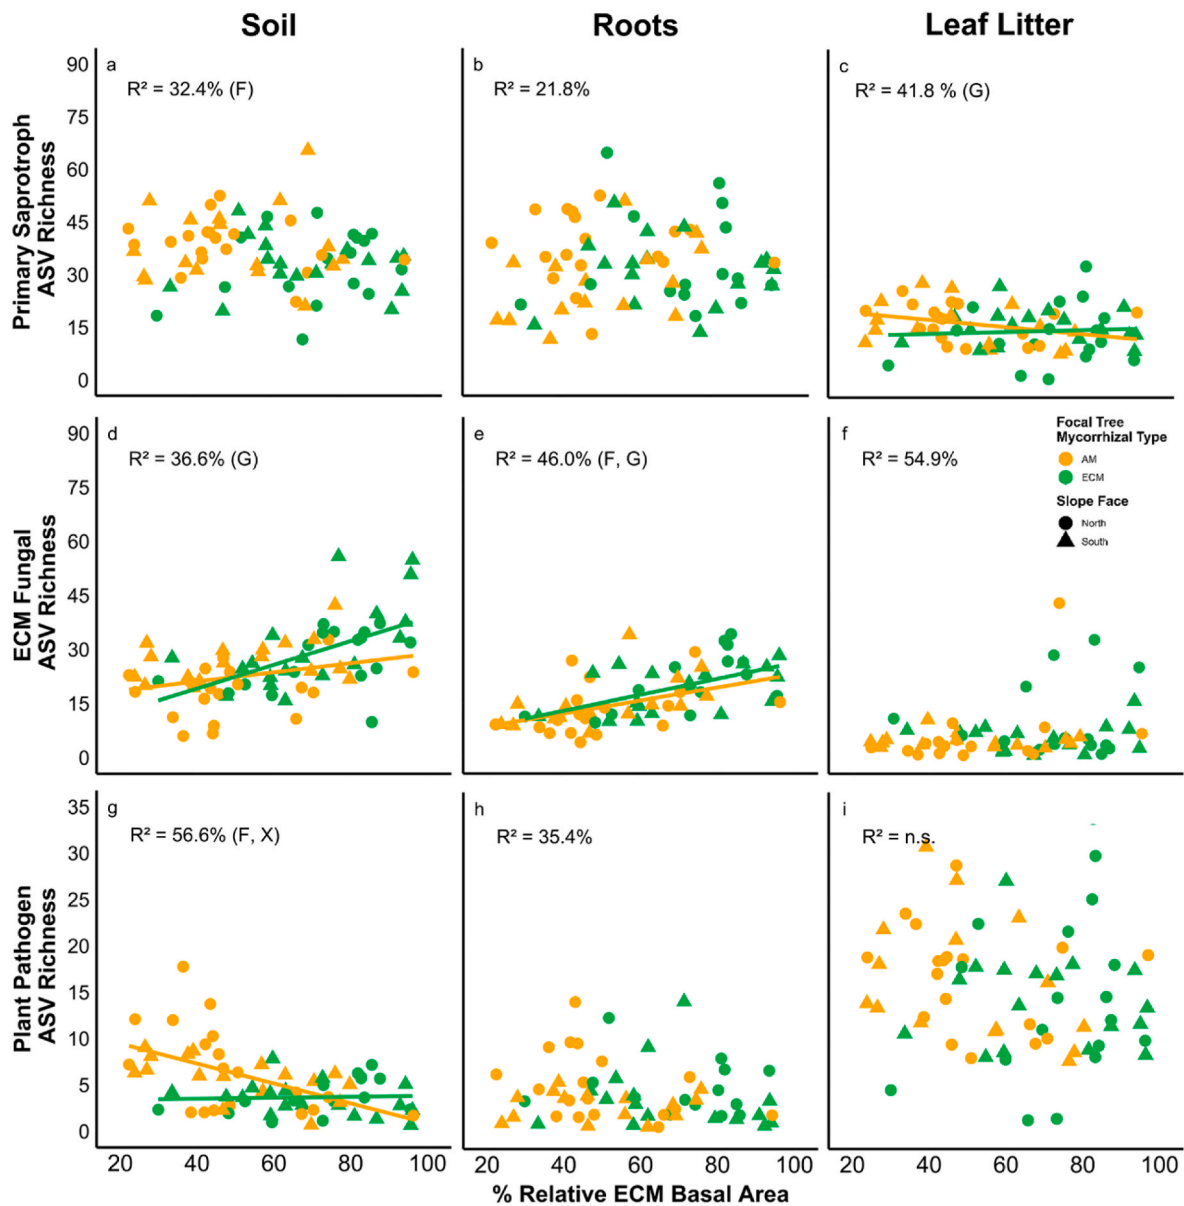 Soil
Roots
Leaf Litter
Primary Saprotroph
ASV Richness
90
75
60
45
30
15
0
a
R² = 32.4% (F)
b
R² = 21.8%
c
R² = 41.8 % (G)
ECM Fungal
ASV Richness
90
75
60
45
30
15
0
d
R² = 36.6% (G)
e
R² = 46.0% (F, G)
f
R² = 54.9%
Focal Tree
Mycorrhizal Type
AM
ECM
Slope Face
North
South
Plant Pathogen
ASV Richness
35
30
25
20
15
10
5
0
g
R² = 56.6% (F, X)
h
R² = 35.4%
i
R² = n.s.
20 40 60 80 100
20 40 60 80 100
20 40 60 80 100
% Relative ECM Basal Area